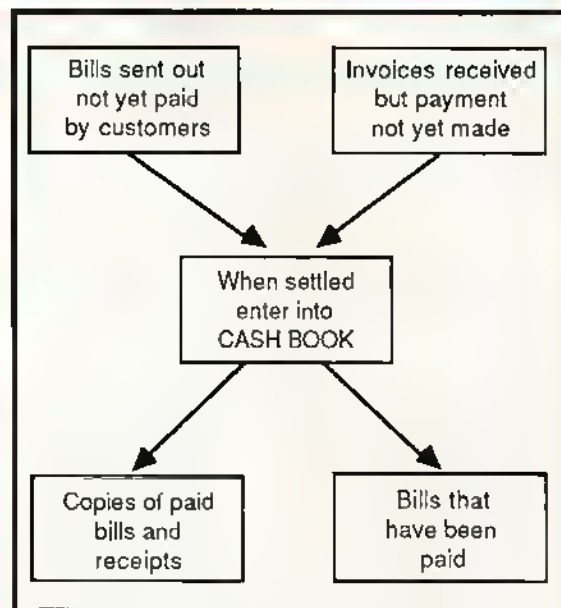 Bills sent out
not yet paid
by customers
Invoices received
but payment
not yet made
When settled
enter into
CASH BOOK
Copies of paid
bills and
receipts
Bills that
have been
paid